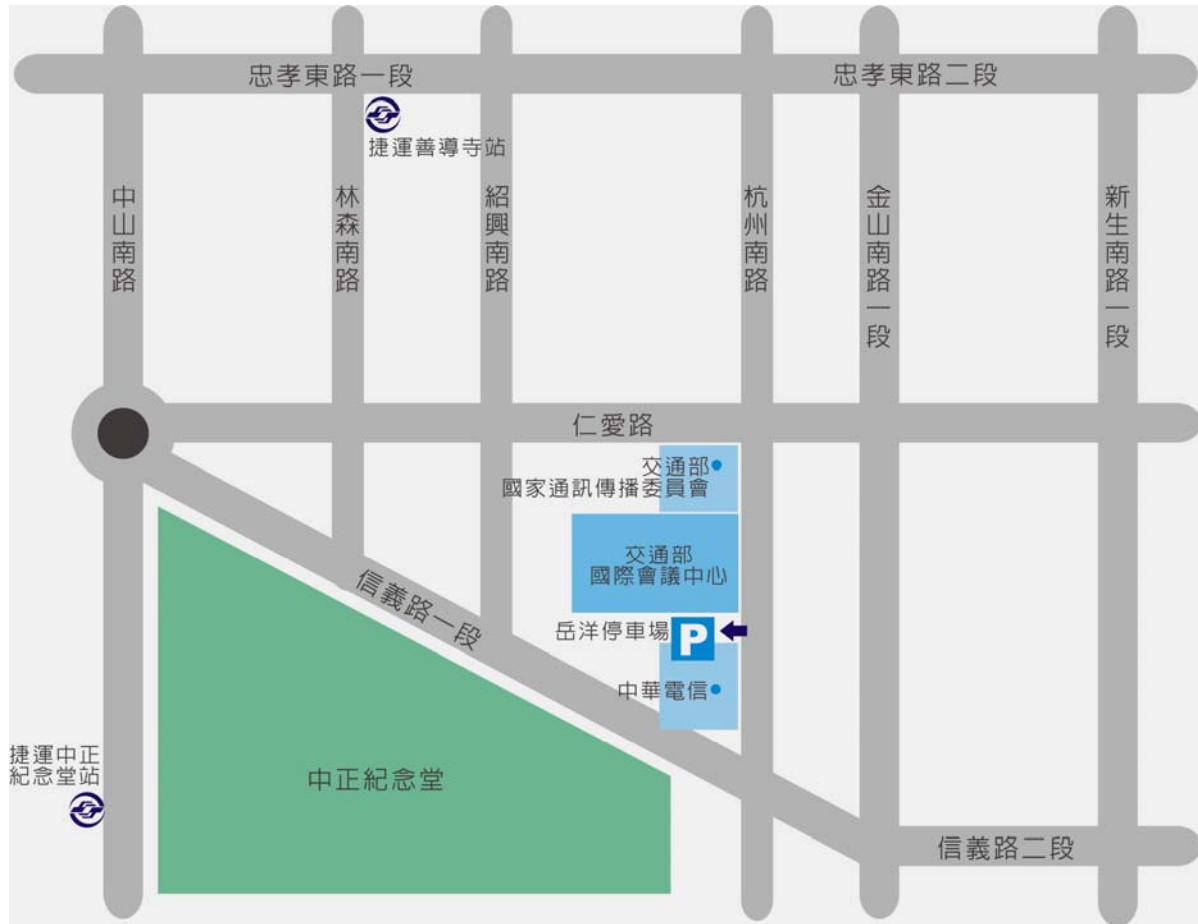 忠孝東路一段
忠孝東路二段
捷運善導寺站
中山南路
林森南路
紹興南路
杭州南路
金山南路一段
新生南路一段
仁愛路
交通部
國家通訊傳播委員會
交通部
國際會議中心
信義路一段
岳洋停車場
P
中華電信
捷運中正
紀念堂站
中正紀念堂
信義路二段